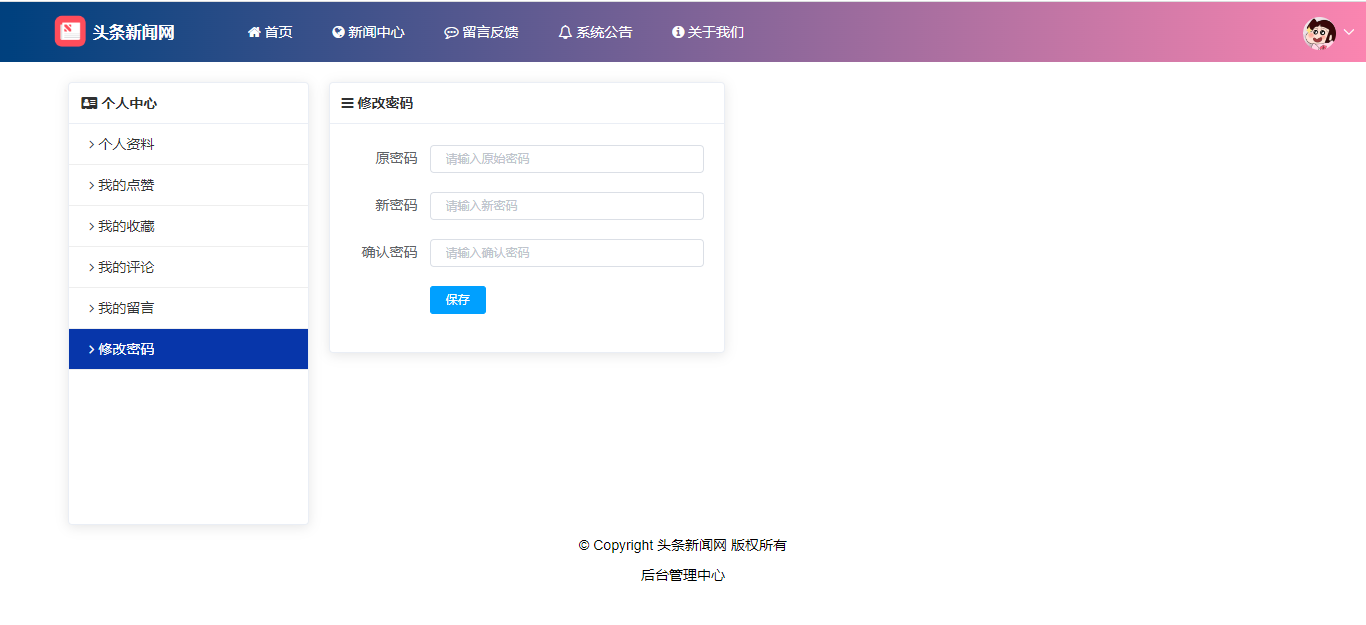 头条新闻网 首页 新闻中心 留言反馈 系统公告 关于我们
个人中心
个人资料
我的点赞
我的收藏
我的评论
我的留言
修改密码
修改密码
原密码 请输入原始密码
新密码 请输入新密码
确认密码 请输入确认密码
保存
© Copyright 头条新闻网 版权所有
后台管理中心